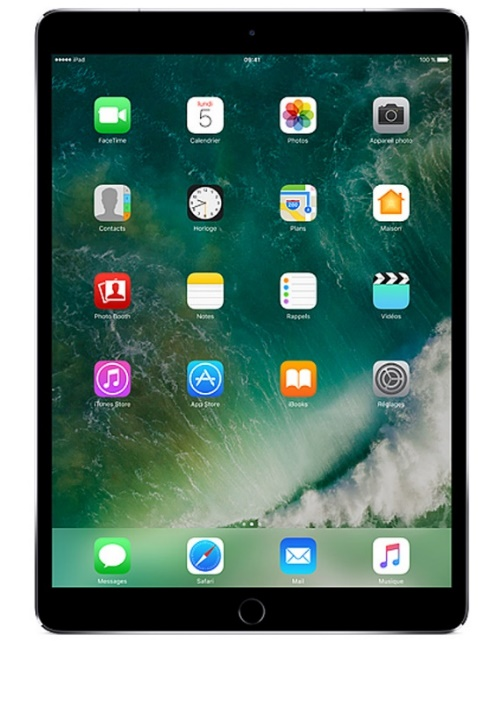 iPad 09:41 100 %
FaceTime lundi 5 Calendrier Photos Appareil photo
Contacts Horloge 280 Plans Maison
Photo Booth Notes Rappels Vidéos
iTunes Store App Store iBooks Réglages
Messages Safari Mail Musique